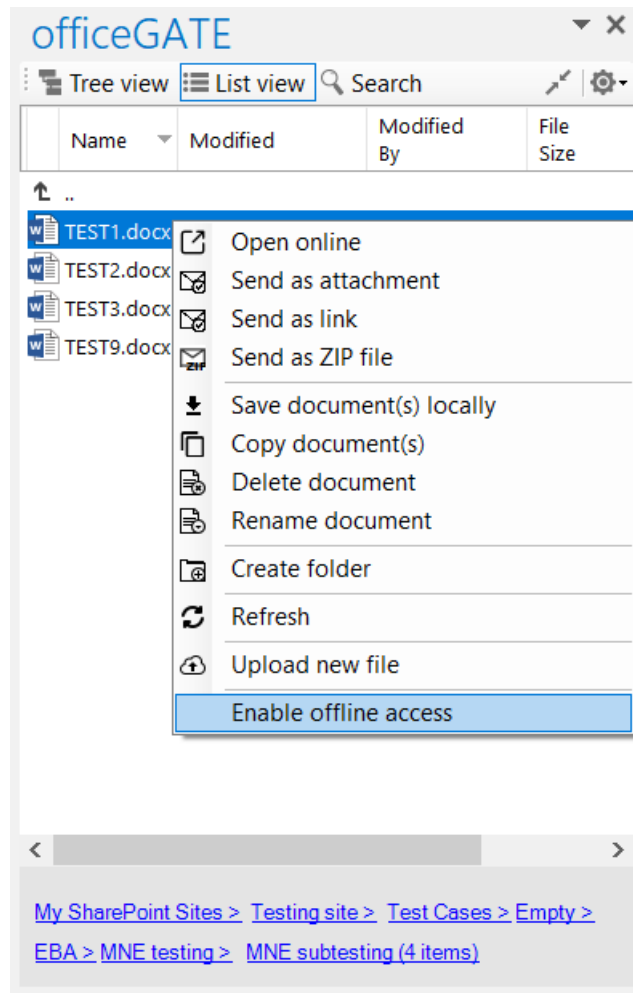 officeGATE
Tree view List view Search
Name Modified Modified By File Size
..
TEST1.docx
TEST2.docx
TEST3.docx
TEST9.docx
Open online
Send as attachment
Send as link
ZIP Send as ZIP file
Save document(s) locally
Copy document(s)
Delete document
Rename document
Create folder
Refresh
Upload new file
Enable offline access
My SharePoint Sites > Testing site > Test Cases > Empty >
EBA > MNE testing > MNE subtesting (4 items)